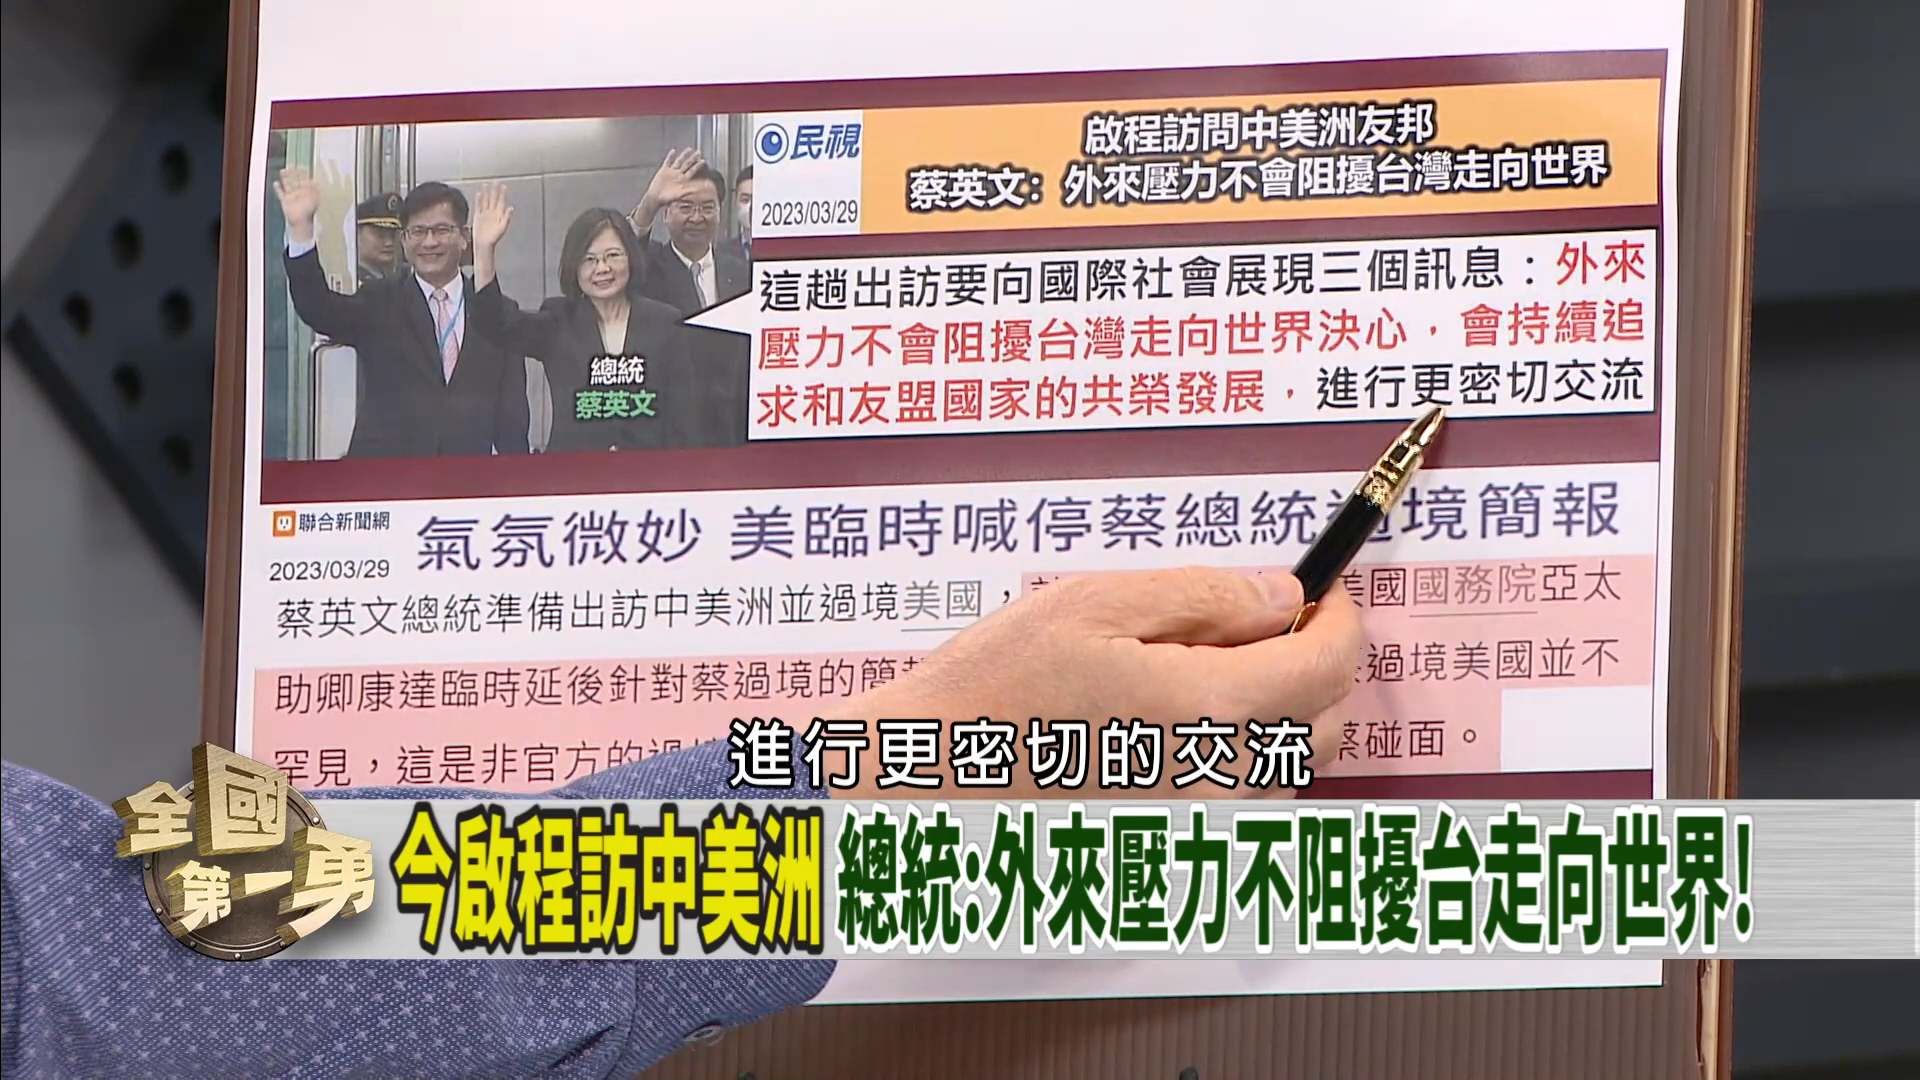 民視
2023/03/29
啟程訪問中美洲友邦
蔡英文：外來壓力不會阻擾台灣走向世界
這趟出訪要向國際社會展現三個訊息：外來
壓力不會阻擾台灣走向世界決心，會持續追
求和友盟國家的共榮發展，進行更密切交流
總統
蔡英文
聯合新聞網
2023/03/29
氣氛微妙 美臨時喊停蔡總統過境簡報
蔡英文總統準備出訪中美洲並過境美國，
美國國務院亞太
助卿康達臨時延後針對蔡過境的簡報
過境美國並不
罕見，這是非官方的過境
蔡碰面。
進行更密切的交流
全國第一勇
今啟程訪中美洲 總統:外來壓力不阻擾台走向世界!